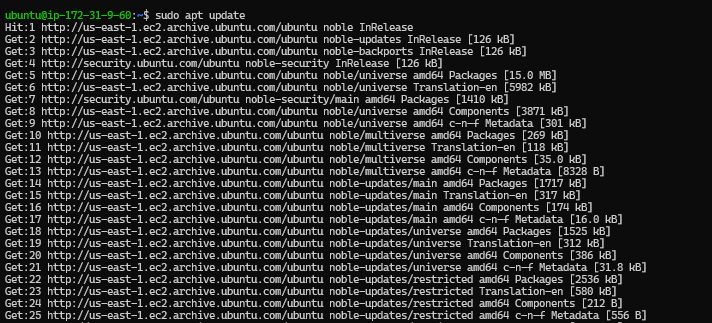 ubuntu@ip-172-31-9-60:~$ sudo apt update
Hit:1 http://us-east-1.ec2.archive.ubuntu.com/ubuntu noble InRelease
Get:2 http://us-east-1.ec2.archive.ubuntu.com/ubuntu noble-updates InRelease [126 kB]
Get:3 http://us-east-1.ec2.archive.ubuntu.com/ubuntu noble-backports InRelease [126 kB]
Get:4 http://security.ubuntu.com/ubuntu noble-security InRelease [126 kB]
Get:5 http://us-east-1.ec2.archive.ubuntu.com/ubuntu noble/universe amd64 Packages [15.0 MB]
Get:6 http://us-east-1.ec2.archive.ubuntu.com/ubuntu noble/universe Translation-en [5982 kB]
Get:7 http://security.ubuntu.com/ubuntu noble-security/main amd64 Packages [1410 kB]
Get:8 http://us-east-1.ec2.archive.ubuntu.com/ubuntu noble/universe amd64 Components [3871 kB]
Get:9 http://us-east-1.ec2.archive.ubuntu.com/ubuntu noble/universe amd64 c-n-f Metadata [301 kB]
Get:10 http://us-east-1.ec2.archive.ubuntu.com/ubuntu noble/multiverse amd64 Packages [269 kB]
Get:11 http://us-east-1.ec2.archive.ubuntu.com/ubuntu noble/multiverse Translation-en [118 kB]
Get:12 http://us-east-1.ec2.archive.ubuntu.com/ubuntu noble/multiverse amd64 Components [35.0 kB]
Get:13 http://us-east-1.ec2.archive.ubuntu.com/ubuntu noble/multiverse amd64 c-n-f Metadata [8328 B]
Get:14 http://us-east-1.ec2.archive.ubuntu.com/ubuntu noble-updates/main amd64 Packages [1717 kB]
Get:15 http://us-east-1.ec2.archive.ubuntu.com/ubuntu noble-updates/main Translation-en [317 kB]
Get:16 http://us-east-1.ec2.archive.ubuntu.com/ubuntu noble-updates/main amd64 Components [174 kB]
Get:17 http://us-east-1.ec2.archive.ubuntu.com/ubuntu noble-updates/main amd64 c-n-f Metadata [16.0 kB]
Get:18 http://us-east-1.ec2.archive.ubuntu.com/ubuntu noble-updates/universe amd64 Packages [1525 kB]
Get:19 http://us-east-1.ec2.archive.ubuntu.com/ubuntu noble-updates/universe Translation-en [312 kB]
Get:20 http://us-east-1.ec2.archive.ubuntu.com/ubuntu noble-updates/universe amd64 Components [386 kB]
Get:21 http://us-east-1.ec2.archive.ubuntu.com/ubuntu noble-updates/universe amd64 c-n-f Metadata [31.8 kB]
Get:22 http://us-east-1.ec2.archive.ubuntu.com/ubuntu noble-updates/restricted amd64 Packages [2536 kB]
Get:23 http://us-east-1.ec2.archive.ubuntu.com/ubuntu noble-updates/restricted Translation-en [580 kB]
Get:24 http://us-east-1.ec2.archive.ubuntu.com/ubuntu noble-updates/restricted amd64 Components [212 B]
Get:25 http://us-east-1.ec2.archive.ubuntu.com/ubuntu noble-updates/restricted amd64 c-n-f Metadata [556 B]